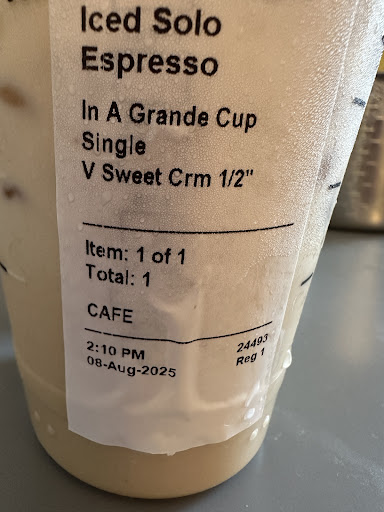 Iced Solo
Espresso
In A Grande Cup
Single
V Sweet Crm 1/2"
Item: 1 of 1
Total: 1
CAFE
2:10 PM 24493
08-Aug-2025 Reg 1